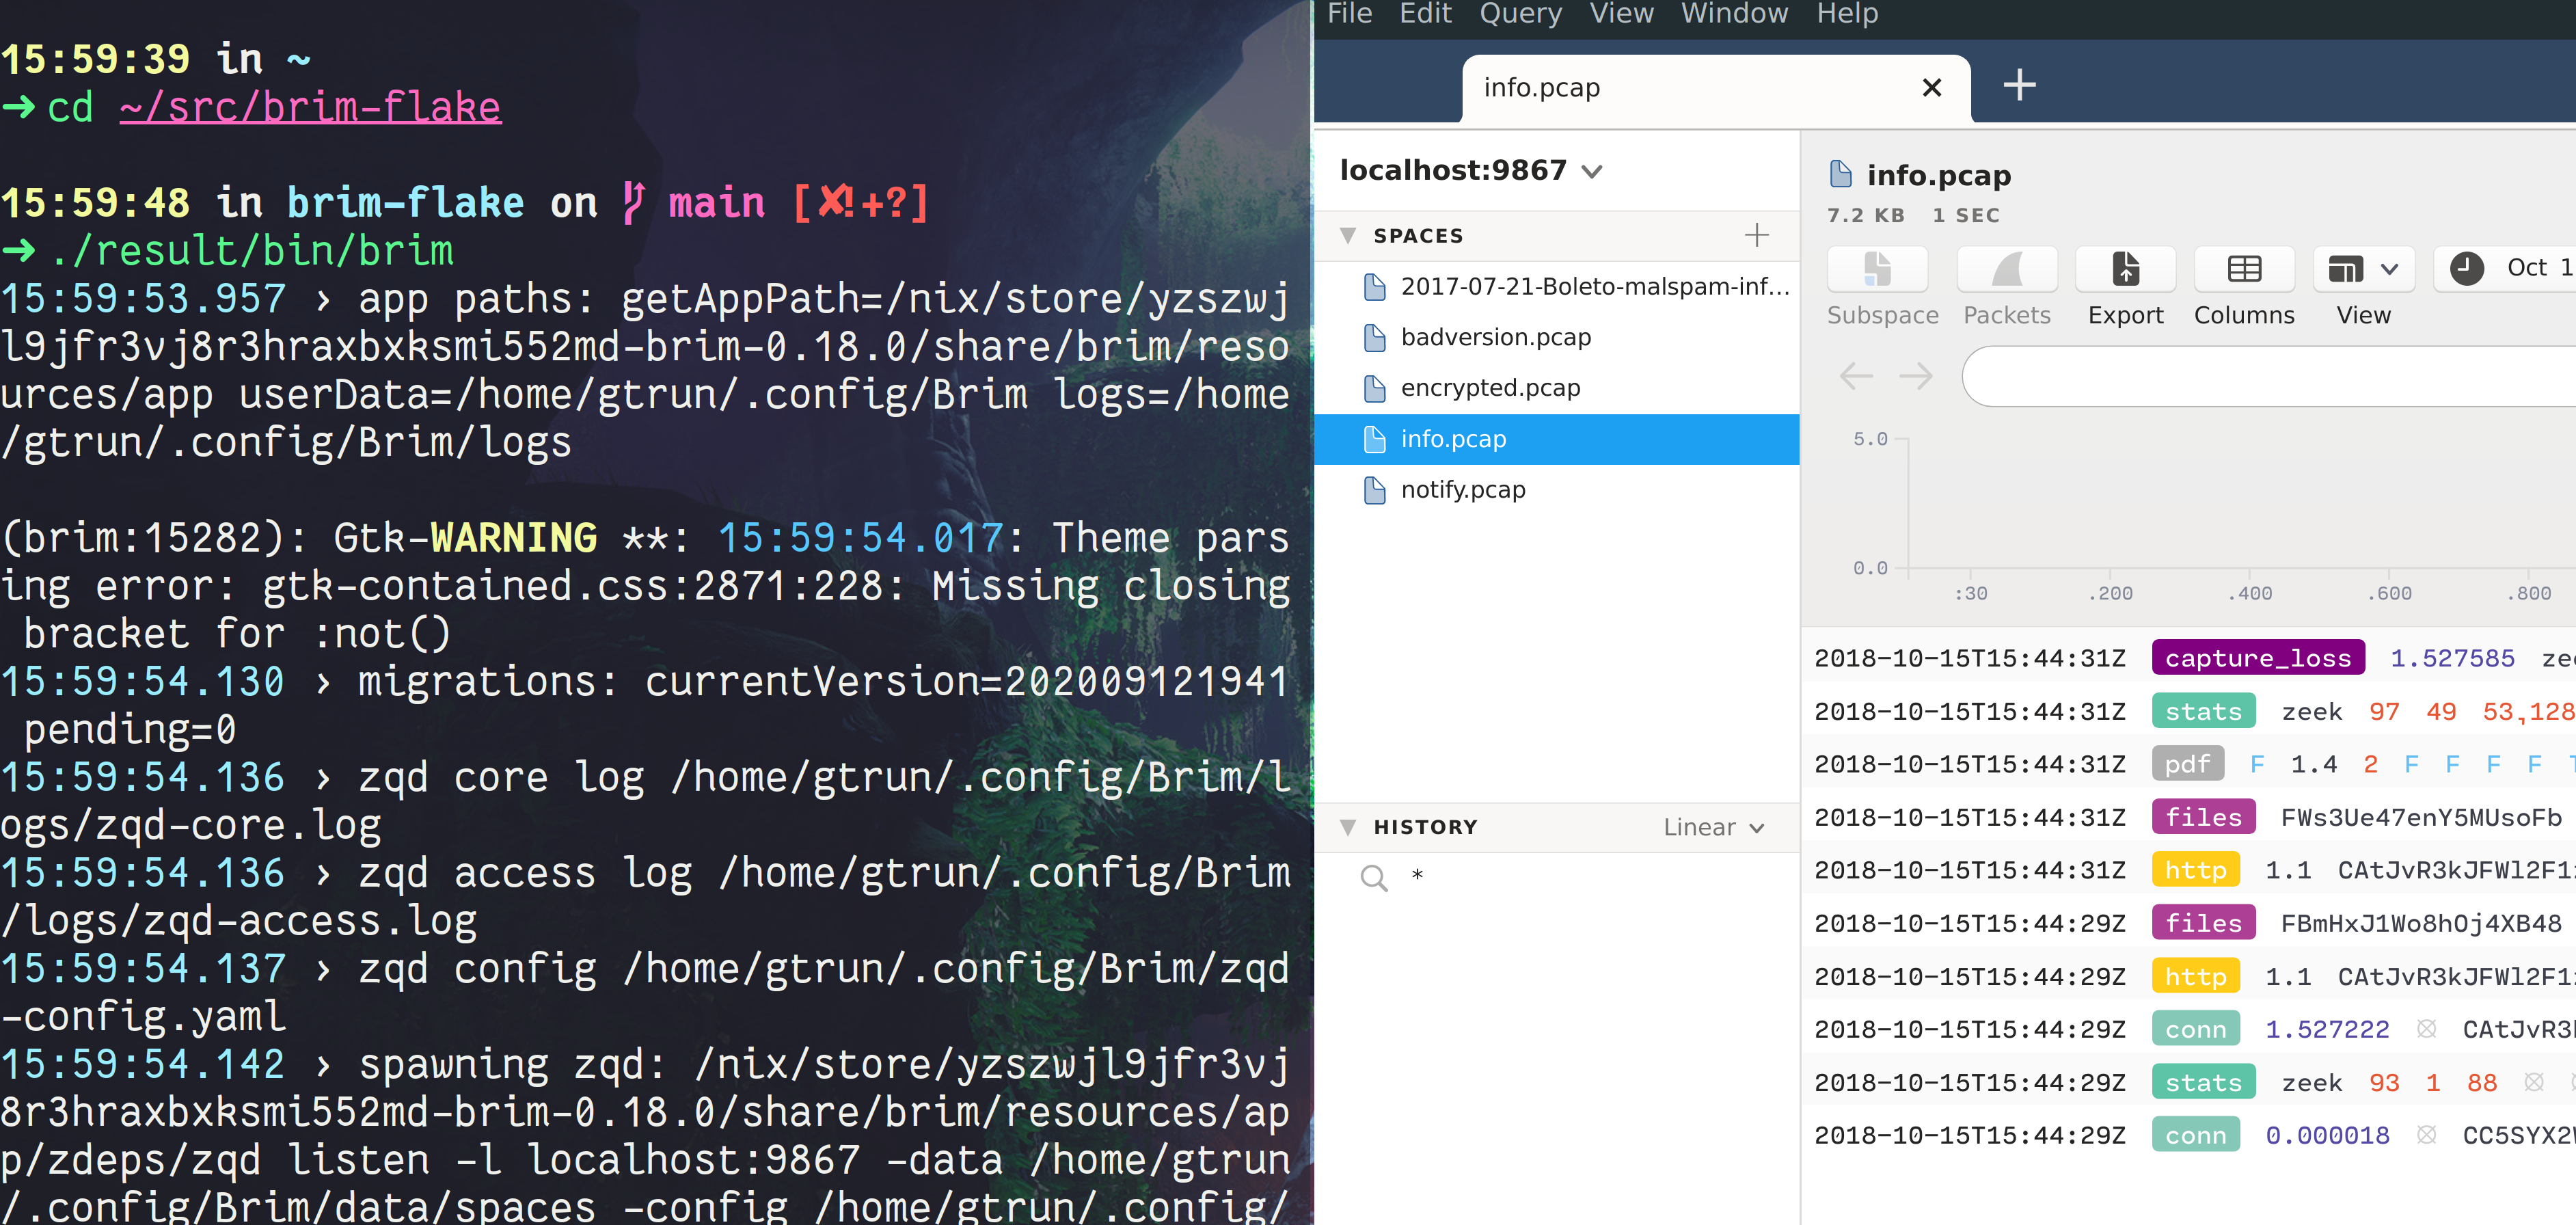 15:59:39 in ~
➜ cd ~/src/brim-flake
15:59:48 in brim-flake on main [✘!+?]
➜ ./result/bin/brim
15:59:53.957 › app paths: getAppPath=/nix/store/yzszwj
l9jfr3vj8r3hraxbxksmi552md-brim-0.18.0/share/brim/reso
urces/app userData=/home/gtrun/.config/Brim logs=/home
/gtrun/.config/Brim/logs
(brim:15282): Gtk-WARNING **: 15:59:54.017: Theme pars
ing error: gtk-contained.css:2871:228: Missing closing
 bracket for :not()
15:59:54.130 › migrations: currentVersion=202009121941
 pending=0
15:59:54.136 › zqd core log /home/gtrun/.config/Brim/l
ogs/zqd-core.log
15:59:54.136 › zqd access log /home/gtrun/.config/Brim
/logs/zqd-access.log
15:59:54.137 › zqd config /home/gtrun/.config/Brim/zqd
-config.yaml
15:59:54.142 › spawning zqd: /nix/store/yzszwjl9jfr3vj
8r3hraxbxksmi552md-brim-0.18.0/share/brim/resources/ap
p/zdeps/zqd listen -l localhost:9867 -data /home/gtrun
/.config/Brim/data/spaces -config /home/gtrun/.config/
File Edit Query View Window Help
info.pcap
localhost:9867
SPACES
2017-07-21-Boleto-malspam-inf...
badversion.pcap
encrypted.pcap
info.pcap
notify.pcap
HISTORY Linear
*
info.pcap
7.2 KB 1 SEC
Oct 1
Subspace Packets Export Columns View
5.0
0.0
:30 .200 .400 .600 .800
2018-10-15T15:44:31Z capture_loss 1.527585
2018-10-15T15:44:31Z stats zeek 97 49 53,128
2018-10-15T15:44:31Z pdf F 1.4 2 F F F F
2018-10-15T15:44:31Z files FWs3Ue47enY5MUsoFb
2018-10-15T15:44:31Z http 1.1 CAtJvR3kJFWl2F1
2018-10-15T15:44:29Z files FBmHxJ1Wo8hOj4XB48
2018-10-15T15:44:29Z http 1.1 CAtJvR3kJFWl2F1
2018-10-15T15:44:29Z conn 1.527222 CAtJvR3
2018-10-15T15:44:29Z stats zeek 93 1 88
2018-10-15T15:44:29Z conn 0.000018 CC5SYX2